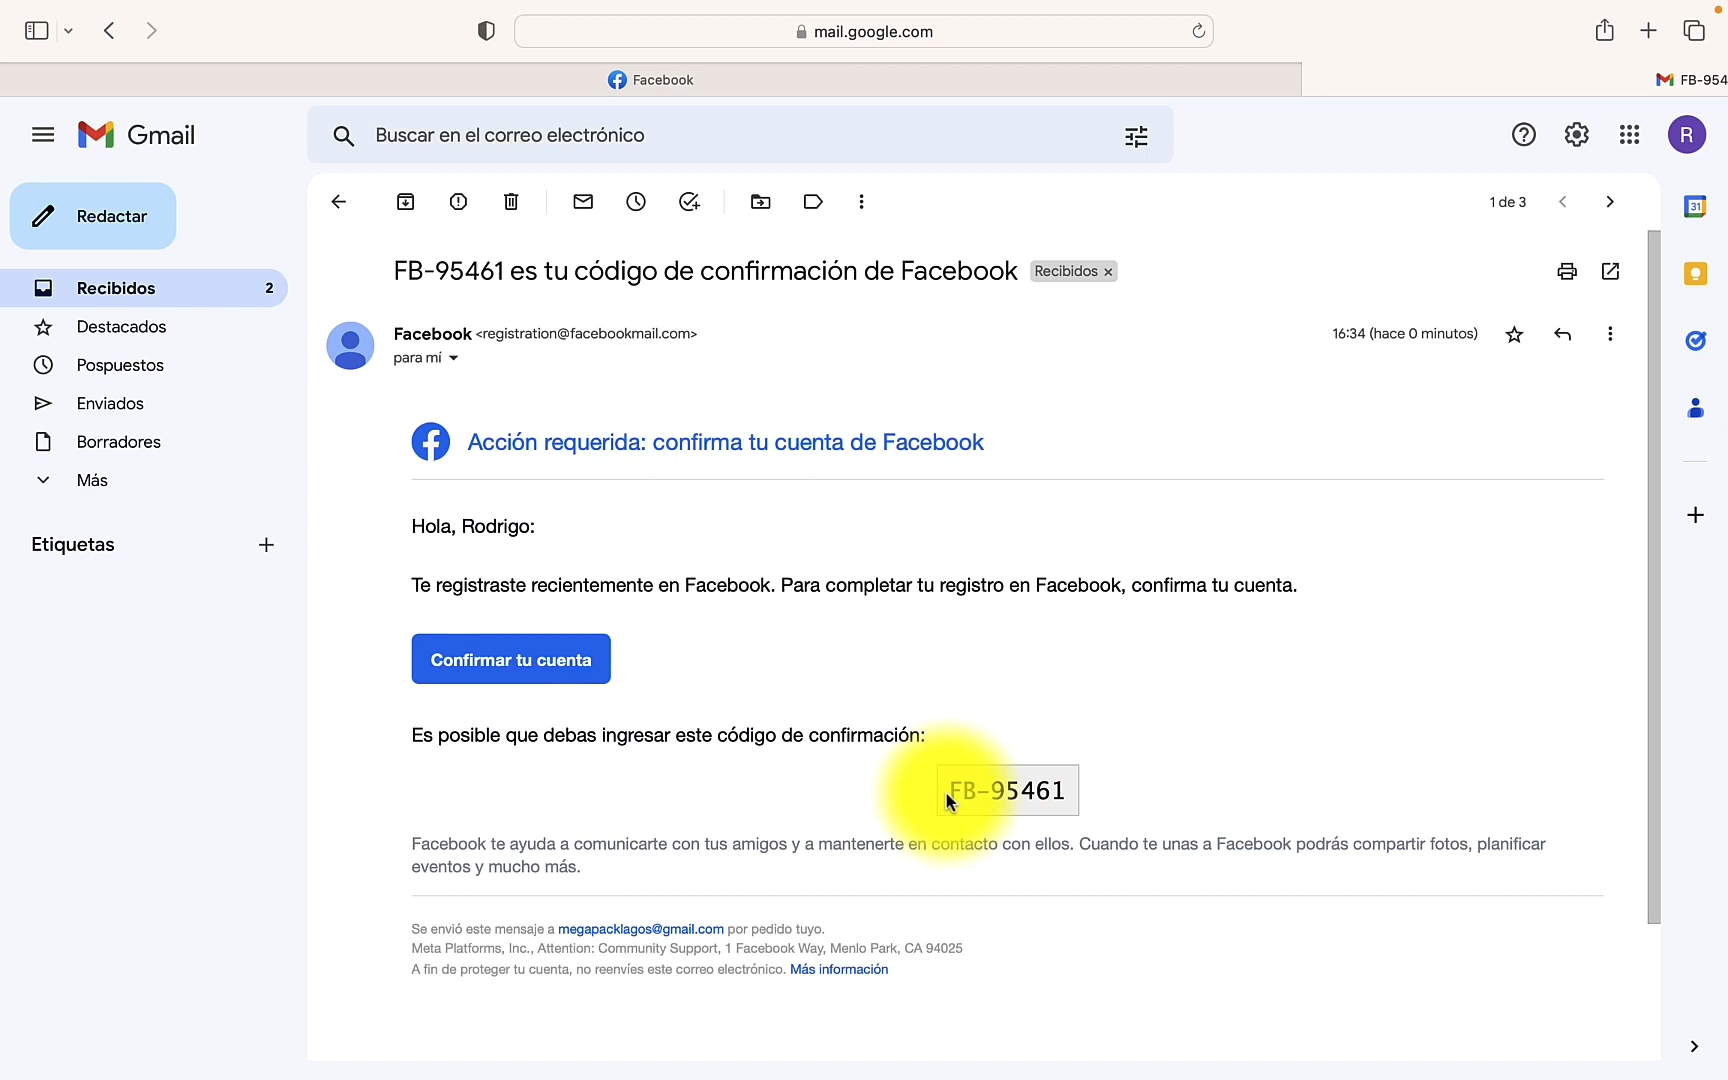 mail.google.com
Facebook
FB-954
Gmail
Buscar en el correo electrónico
R
Redactar
1 de 3
31
FB-95461 es tu código de confirmación de Facebook
Recibidos ×
Recibidos 2
Destacados
Facebook <registration@facebookmail.com>
16:34 (hace 0 minutos)
para mí
Pospuestos
Enviados
Borradores
Acción requerida: confirma tu cuenta de Facebook
Más
Hola, Rodrigo:
Etiquetas
Te registraste recientemente en Facebook. Para completar tu registro en Facebook, confirma tu cuenta.
Confirmar tu cuenta
Es posible que debas ingresar este código de confirmación:
FB-95461
Facebook te ayuda a comunicarte con tus amigos y a mantenerte en contacto con ellos. Cuando te unas a Facebook podrás compartir fotos, planificar
eventos y mucho más.
Se envió este mensaje a megapacklagos@gmail.com por pedido tuyo.
Meta Platforms, Inc., Attention: Community Support, 1 Facebook Way, Menlo Park, CA 94025
A fin de proteger tu cuenta, no reenvíes este correo electrónico. Más información